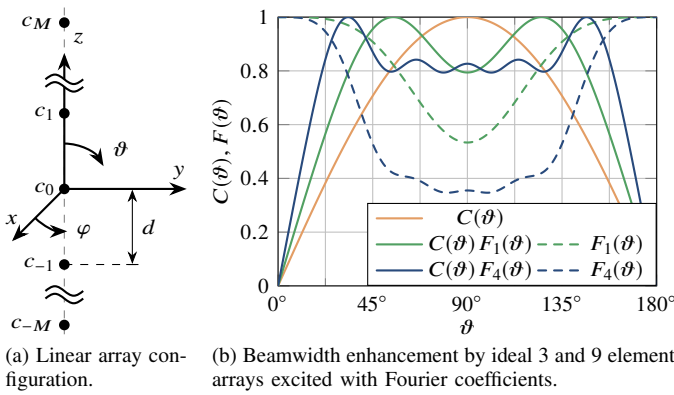 c_M
z
c_1
ϑ
c_0
y
x
φ
d
c_{-1}
c_{-M}
(a) Linear array con-
figuration.
C(ϑ), F(ϑ)
1
0.8
0.6
0.4
0.2
0
C(ϑ)
C(ϑ) F_1(ϑ) F_1(ϑ)
C(ϑ) F_4(ϑ) F_4(ϑ)
0° 45° 90° 135° 180°
ϑ
(b) Beamwidth enhancement by ideal 3 and 9 element
arrays excited with Fourier coefficients.